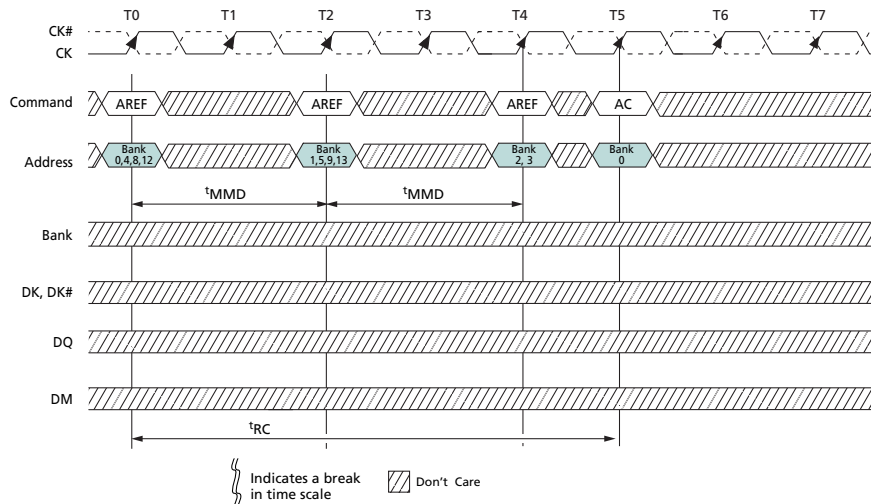 T0 T1 T2 T3 T4 T5 T6 T7
CK#
CK
Command AREF AREF AREF AC
Address Bank 0,4,8,12 Bank 1,5,9,13 Bank 2, 3 Bank 0
tMMD tMMD
Bank
DK, DK#
DQ
DM
tRC
Indicates a break
in time scale
Don't Care